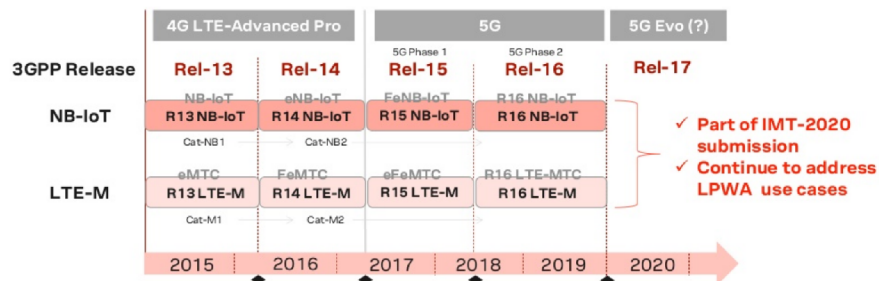 4G LTE-Advanced Pro 5G 5G Evo (?)
5G Phase 1 5G Phase 2
3GPP Release Rel-13 Rel-14 Rel-15 Rel-16 Rel-17
NB-IoT eNB-IoT FeNB-IoT R16 NB-IoT
NB-IoT R13 NB-IoT R14 NB-IoT R15 NB-IoT R16 NB-IoT
Cat-NB1 Cat-NB2
✓ Part of IMT-2020
submission
✓ Continue to address
LPWA use cases
eMTC FeMTC eFeMTC R16 LTE-MTC
LTE-M R13 LTE-M R14 LTE-M R15 LTE-M R16 LTE-M
Cat-M1 Cat-M2
2015 2016 2017 2018 2019 2020